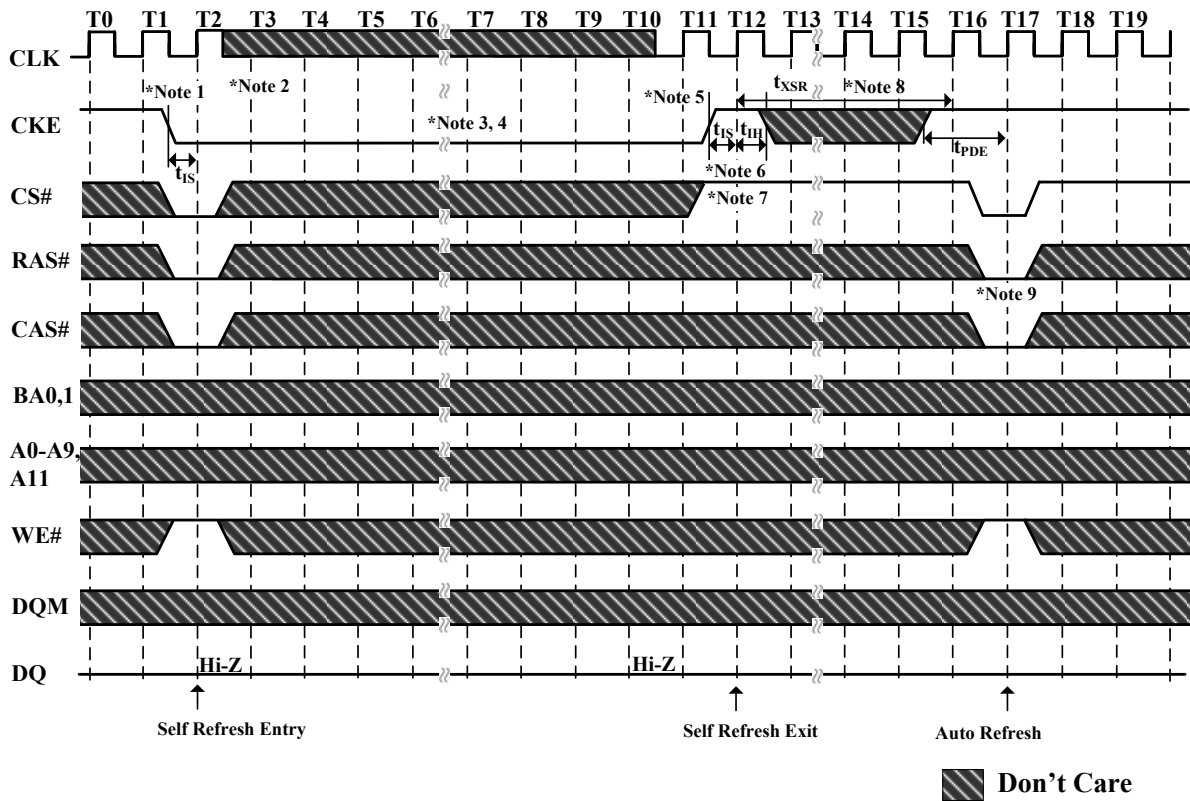 T0 T1 T2 T3 T4 T5 T6 T7 T8 T9 T10 T11 T12 T13 T14 T15 T16 T17 T18 T19
CLK
*Note 1 *Note 2 *Note 5 tXSR *Note 8
CKE
*Note 3, 4
tIS tIS tIH tPDE
*Note 6
CS#
*Note 7
RAS#
*Note 9
CAS#
BA0,1
A0-A9,
A11
WE#
DQM
DQ Hi-Z Hi-Z
Self Refresh Entry Self Refresh Exit Auto Refresh
Don't Care